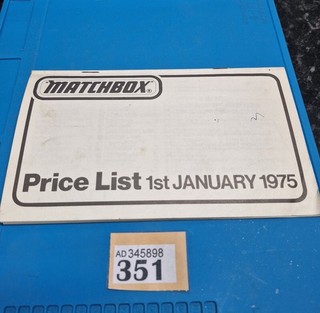 MATCHBOX®
Price List 1st JANUARY 1975
AD 345898
351